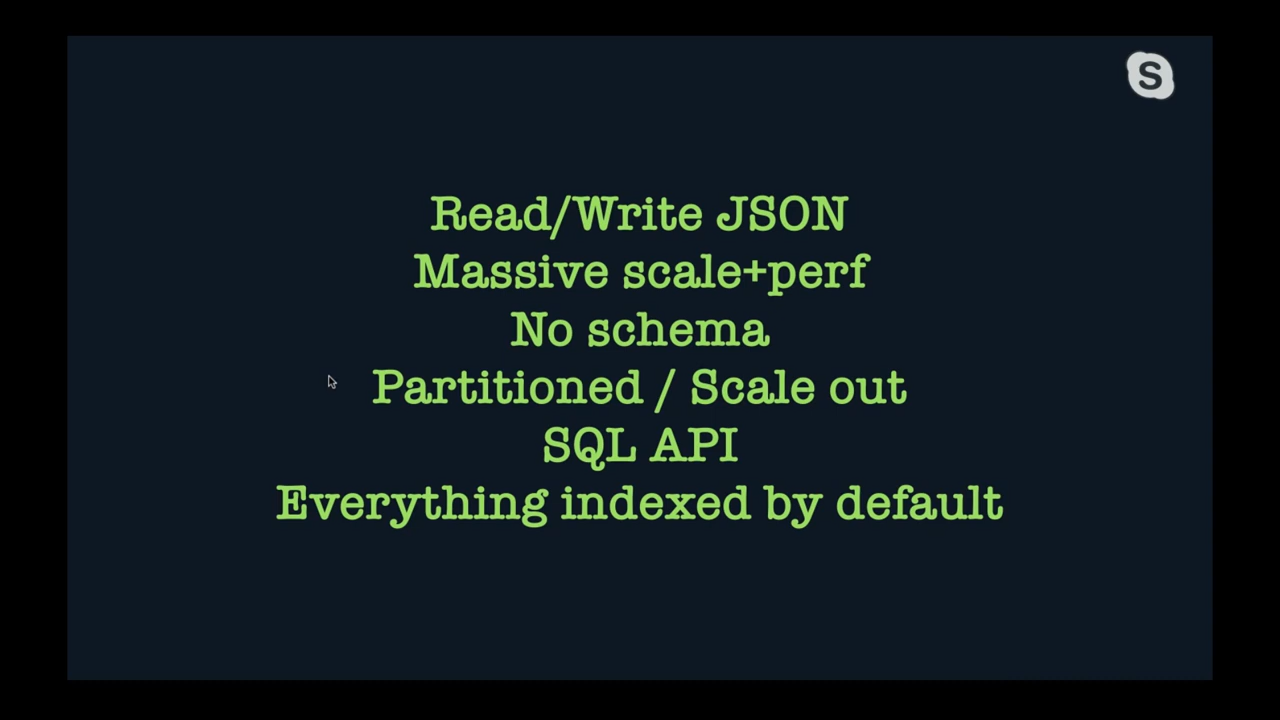 S
Read/Write JSON
Massive scale+perf
No schema
Partitioned / Scale out
SQL API
Everything indexed by default